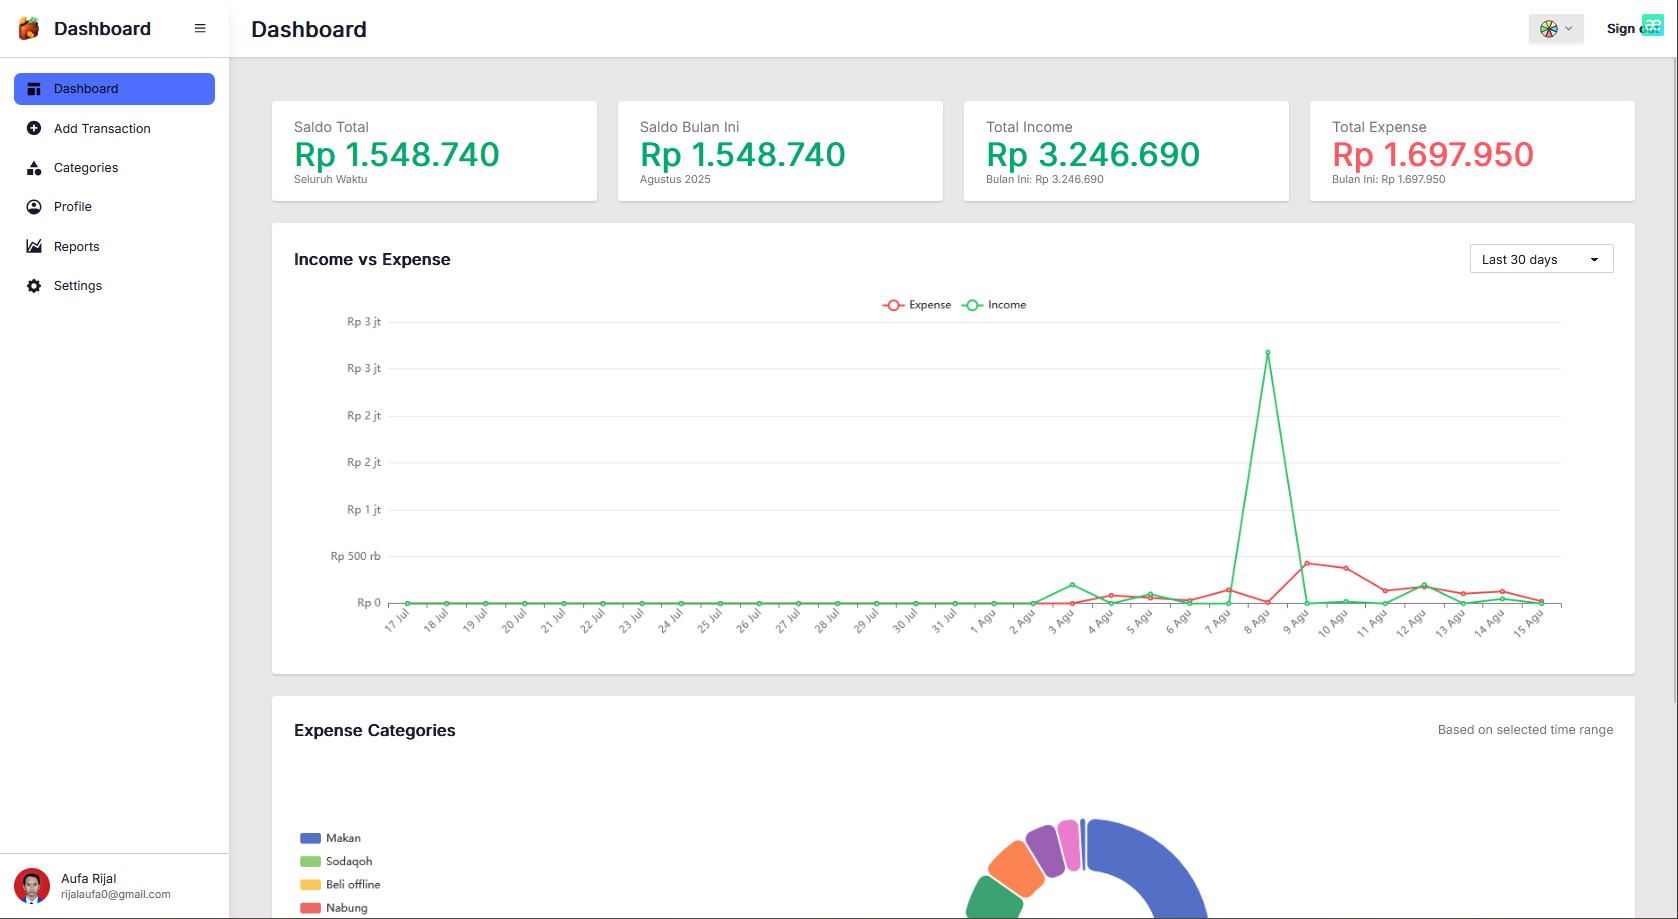 Dashboard
Dashboard
Sign
Dashboard
Add Transaction
Categories
Profile
Reports
Settings
Saldo Total
Rp 1.548.740
Seluruh Waktu
Saldo Bulan Ini
Rp 1.548.740
Agustus 2025
Total Income
Rp 3.246.690
Bulan Ini: Rp 3.246.690
Total Expense
Rp 1.697.950
Bulan Ini: Rp 1.697.950
Income vs Expense
Last 30 days
Expense
Income
Rp 3 jt
Rp 3 jt
Rp 2 jt
Rp 2 jt
Rp 1 jt
Rp 500 rb
Rp 0
17 Jul
18 Jul
19 Jul
20 Jul
21 Jul
22 Jul
23 Jul
24 Jul
25 Jul
26 Jul
27 Jul
28 Jul
29 Jul
30 Jul
31 Jul
1 Agu
2 Agu
3 Agu
4 Agu
5 Agu
6 Agu
7 Agu
8 Agu
9 Agu
10 Agu
11 Agu
12 Agu
13 Agu
14 Agu
15 Agu
Expense Categories
Based on selected time range
Makan
Sodaqoh
Beli offline
Nabung
Aufa Rijal
rijalaufa0@gmail.com